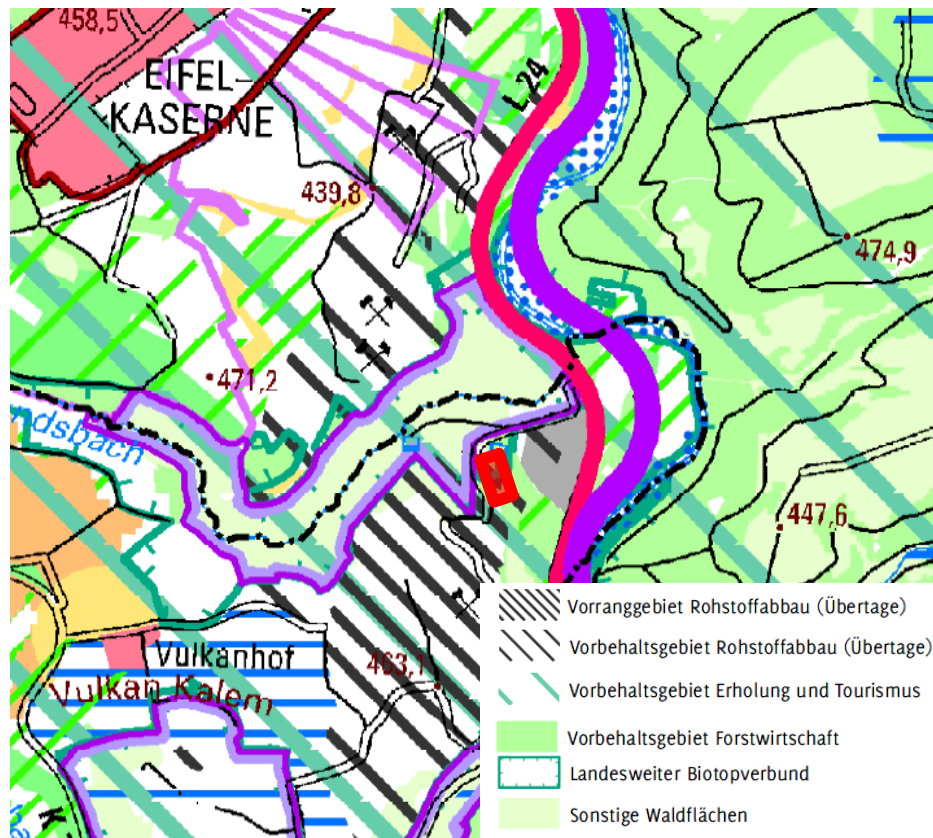 458,5
EIFEL-
KASERNE
L 24
439,8
474,9
471,2
ndsbach
447,6
Vulkanhof
463,1
Vulkan Kalem
K-
Vorranggebiet Rohstoffabbau (Übertage)
Vorbehaltsgebiet Rohstoffabbau (Übertage)
Vorbehaltsgebiet Erholung und Tourismus
Vorbehaltsgebiet Forstwirtschaft
Landesweiter Biotopverbund
Sonstige Waldflächen